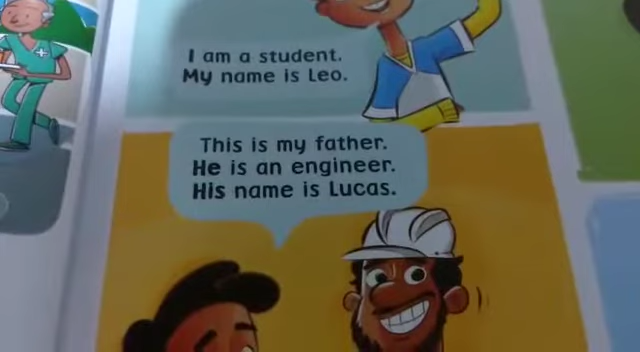 I am a student.
My name is Leo.
This is my father.
He is an engineer.
His name is Lucas.